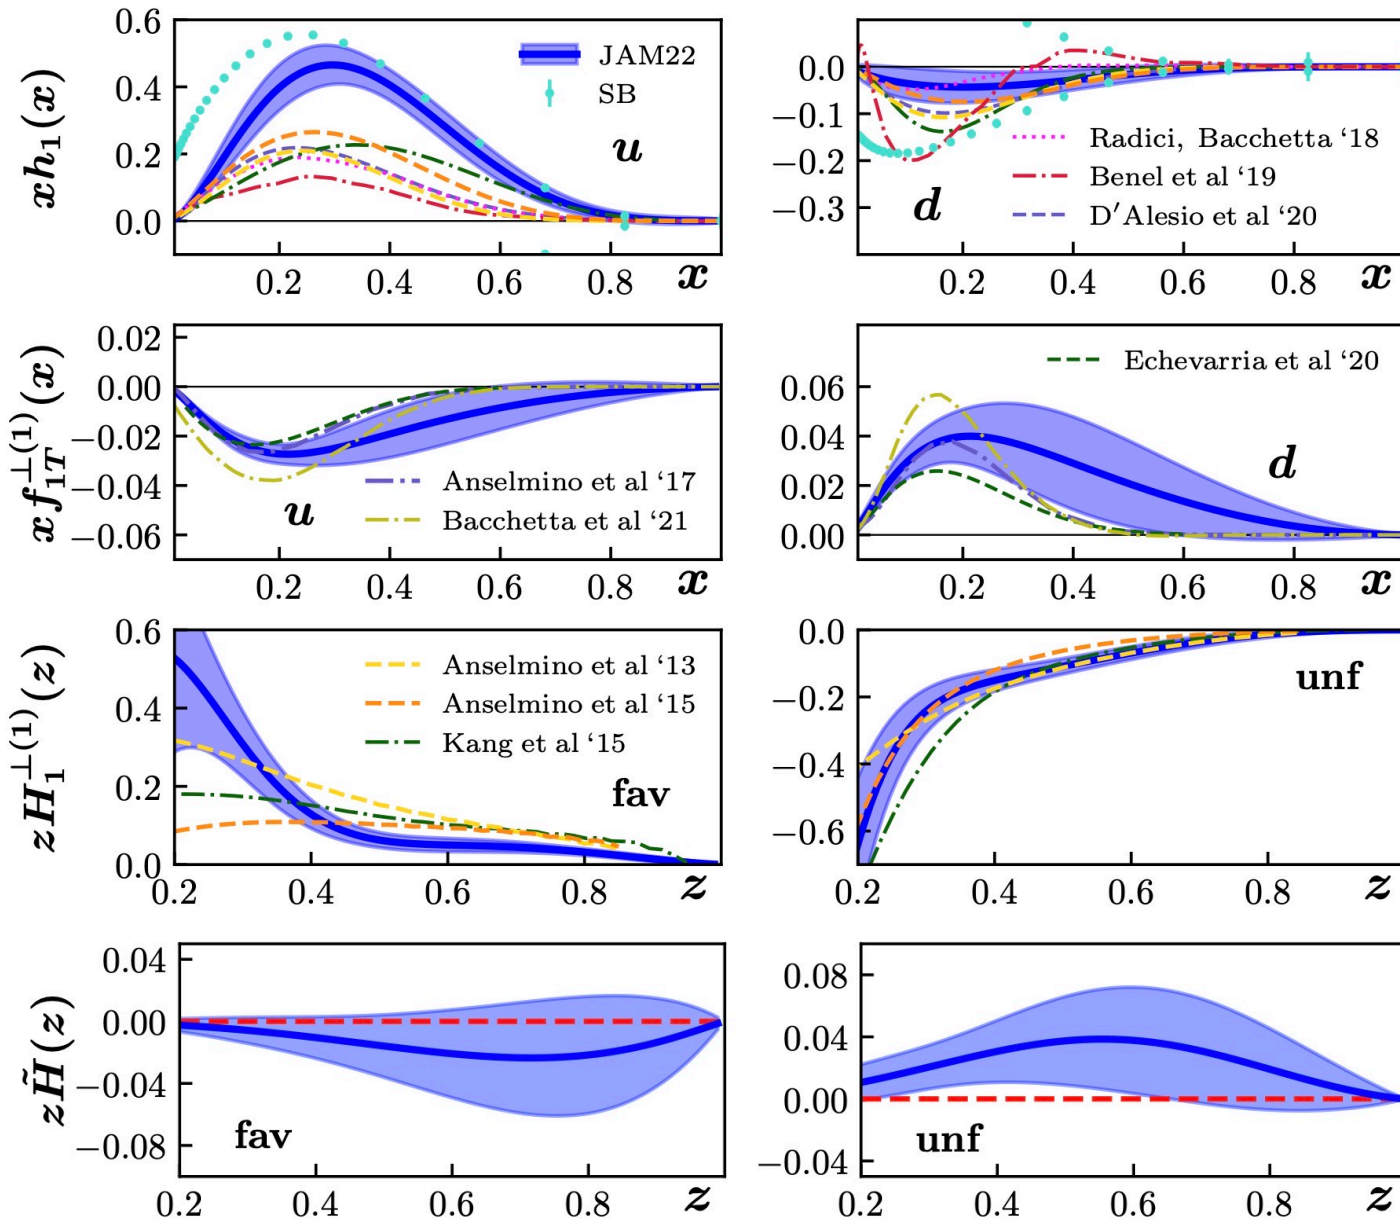 0.6
0.4
0.2
0.0
xh₁(x)
JAM22
SB
u
0.2 0.4 0.6 0.8 x
0.0
−0.1
−0.2
−0.3
Radici, Bacchetta ‘18
Benel et al ‘19
D′Alesio et al ‘20
d
0.2 0.4 0.6 0.8 x
0.02
0.00
−0.02
−0.04
−0.06
xf₁T⊥(1)(x)
Anselmino et al ‘17
Bacchetta et al ‘21
u
0.2 0.4 0.6 0.8 x
0.06
0.04
0.02
0.00
Echevarria et al ‘20
d
0.2 0.4 0.6 0.8 x
0.6
0.4
0.2
0.0
zH₁⊥(1)(z)
Anselmino et al ‘13
Anselmino et al ‘15
Kang et al ‘15
fav
0.2 0.4 0.6 0.8 z
0.0
−0.2
−0.4
−0.6
unf
0.2 0.4 0.6 0.8 z
0.04
0.00
−0.04
−0.08
zH̃(z)
fav
0.2 0.4 0.6 0.8 z
0.08
0.04
0.00
−0.04
unf
0.2 0.4 0.6 0.8 z